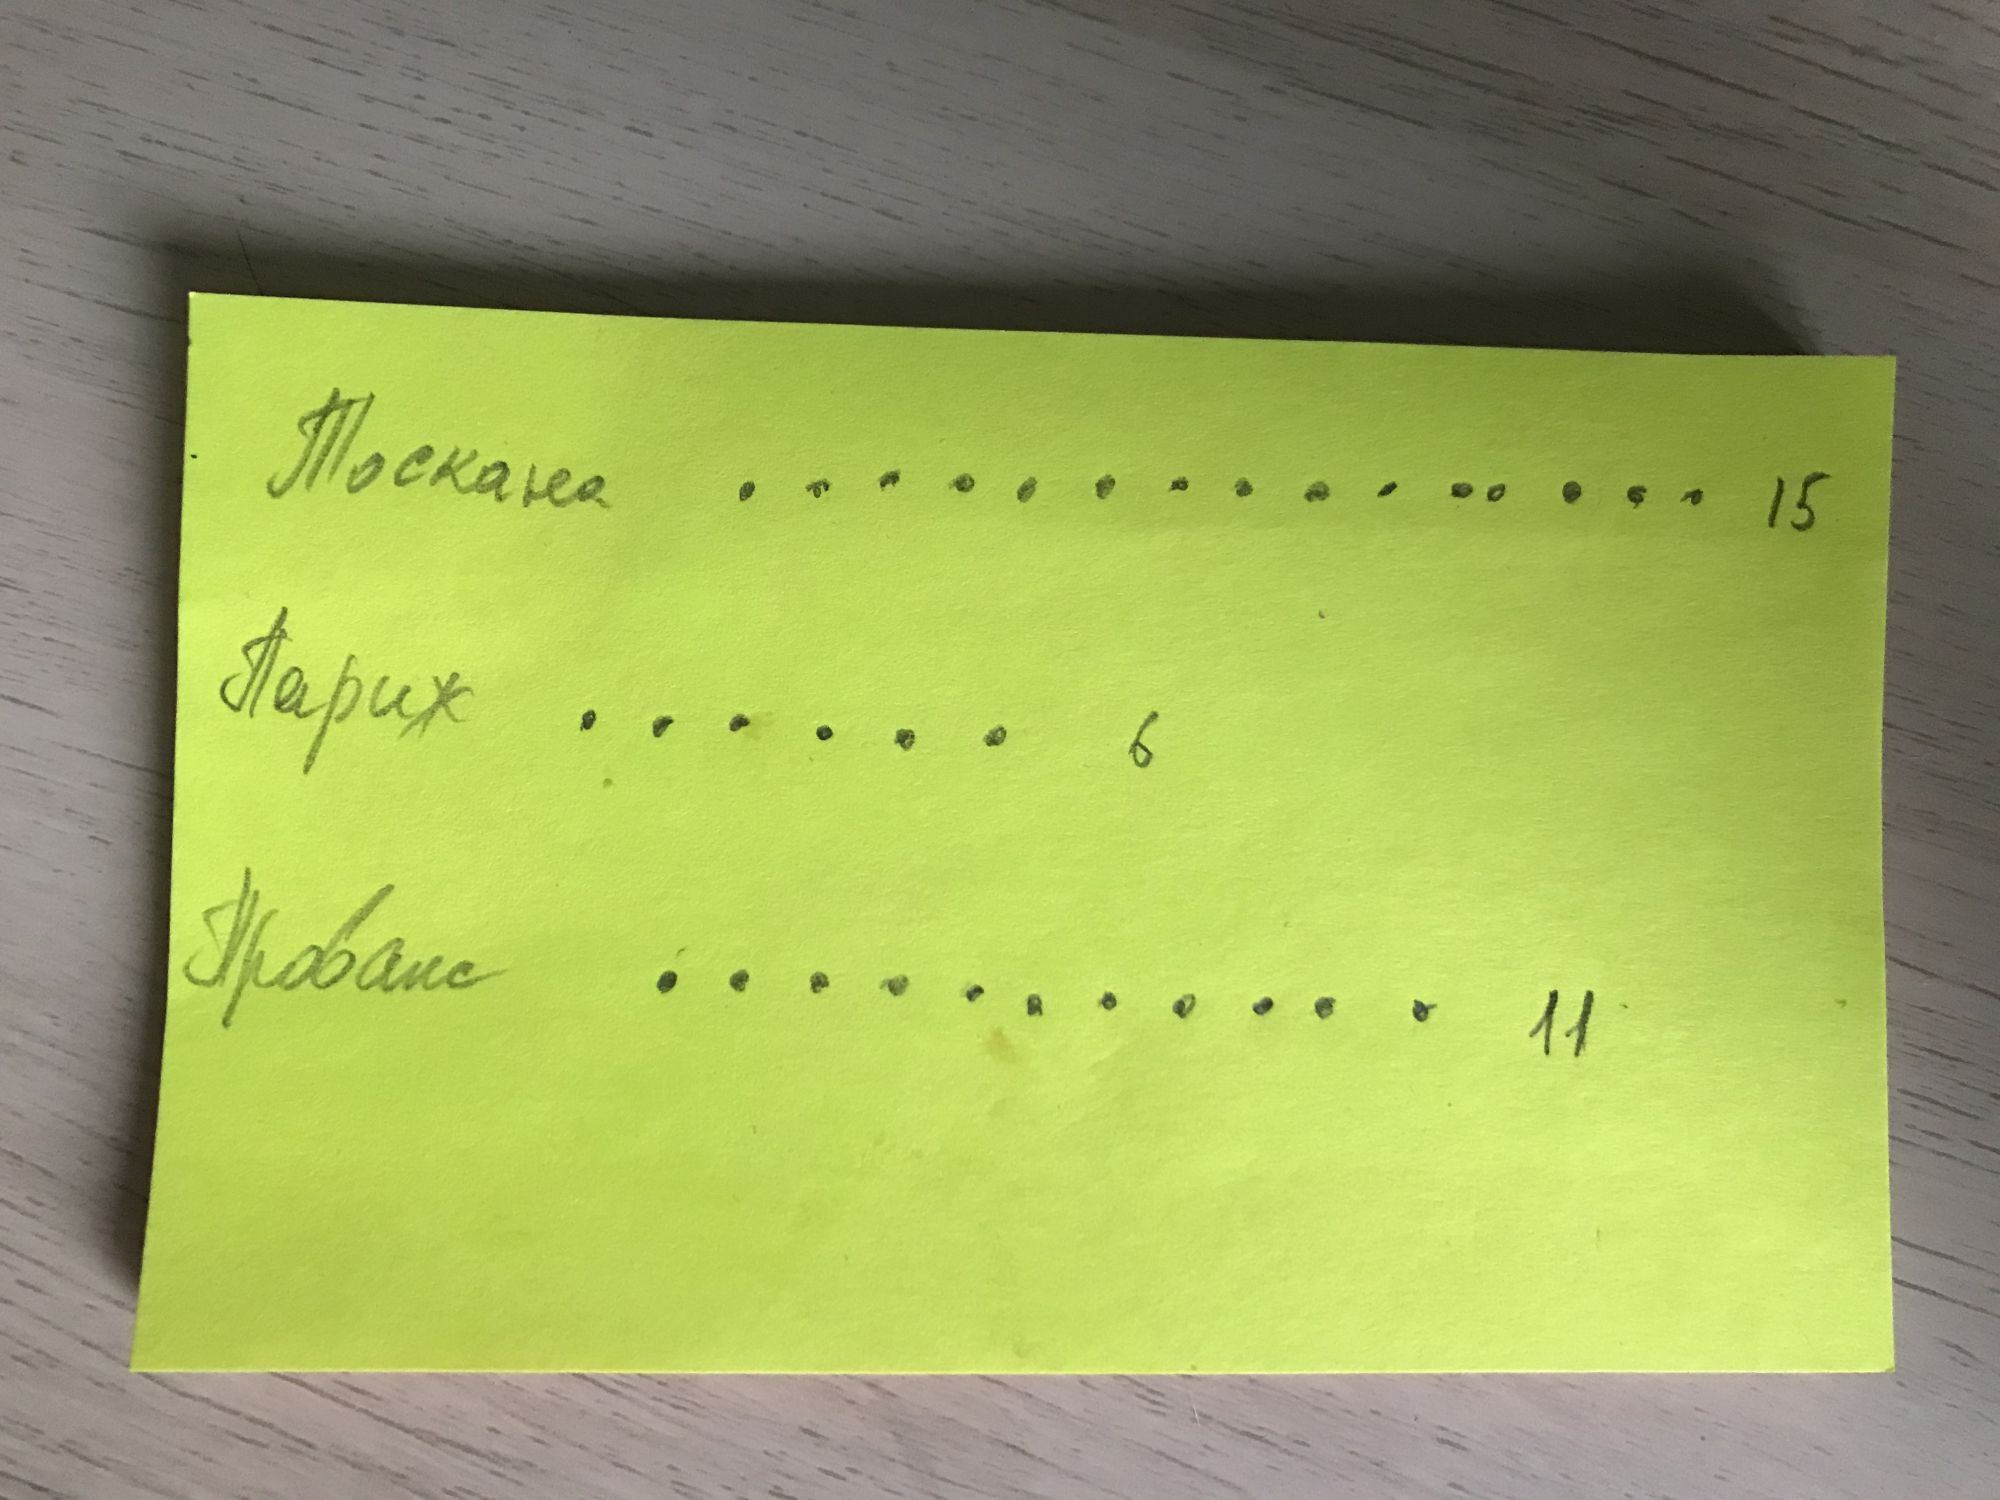 Тоскана . . . . . . . . . . . . . . . 15
Париж . . . . . . 6
Прованс . . . . . . . . . . . 11